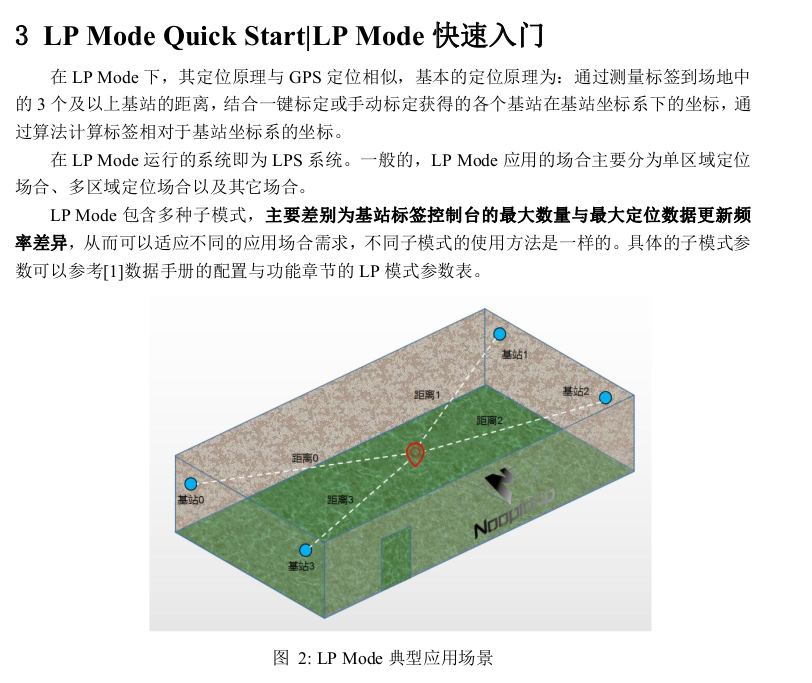 3 LP Mode Quick Start|LP Mode 快速入门
在 LP Mode 下，其定位原理与 GPS 定位相似，基本的定位原理为：通过测量标签到场地中
的 3 个及以上基站的距离，结合一键标定或手动标定获得的各个基站在基站坐标系下的坐标，通
过算法计算标签相对于基站坐标系的坐标。
在 LP Mode 运行的系统即为 LPS 系统。一般的，LP Mode 应用的场合主要分为单区域定位
场合、多区域定位场合以及其它场合。
LP Mode 包含多种子模式，主要差别为基站标签控制台的最大数量与最大定位数据更新频
率差异，从而可以适应不同的应用场合需求，不同子模式的使用方法是一样的。具体的子模式参
数可以参考[1]数据手册的配置与功能章节的 LP 模式参数表。
基站1
基站2
距离1
距离2
距离0
距离3
基站0
基站3
图 2: LP Mode 典型应用场景